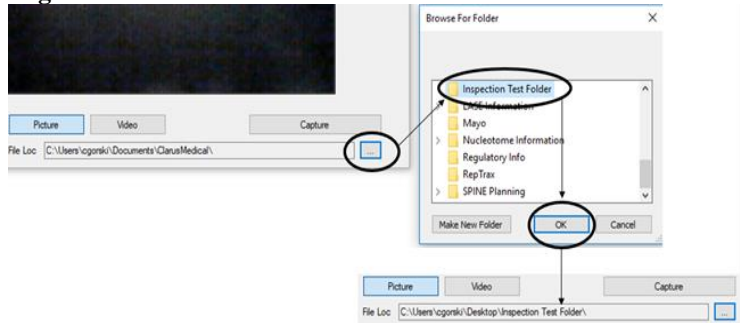 Browse For Folder
Inspection Test Folder
LASE Information
Mayo
Nucleotome Information
Regulatory Info
RepTrax
SPINE Planning
Make New Folder OK Cancel
Picture Video Capture
File Loc C:\Users\cgorski\Documents\ClarusMedical\ ...
Picture Video Capture
File Loc C:\Users\cgorski\Desktop\Inspection Test Folder\ ...